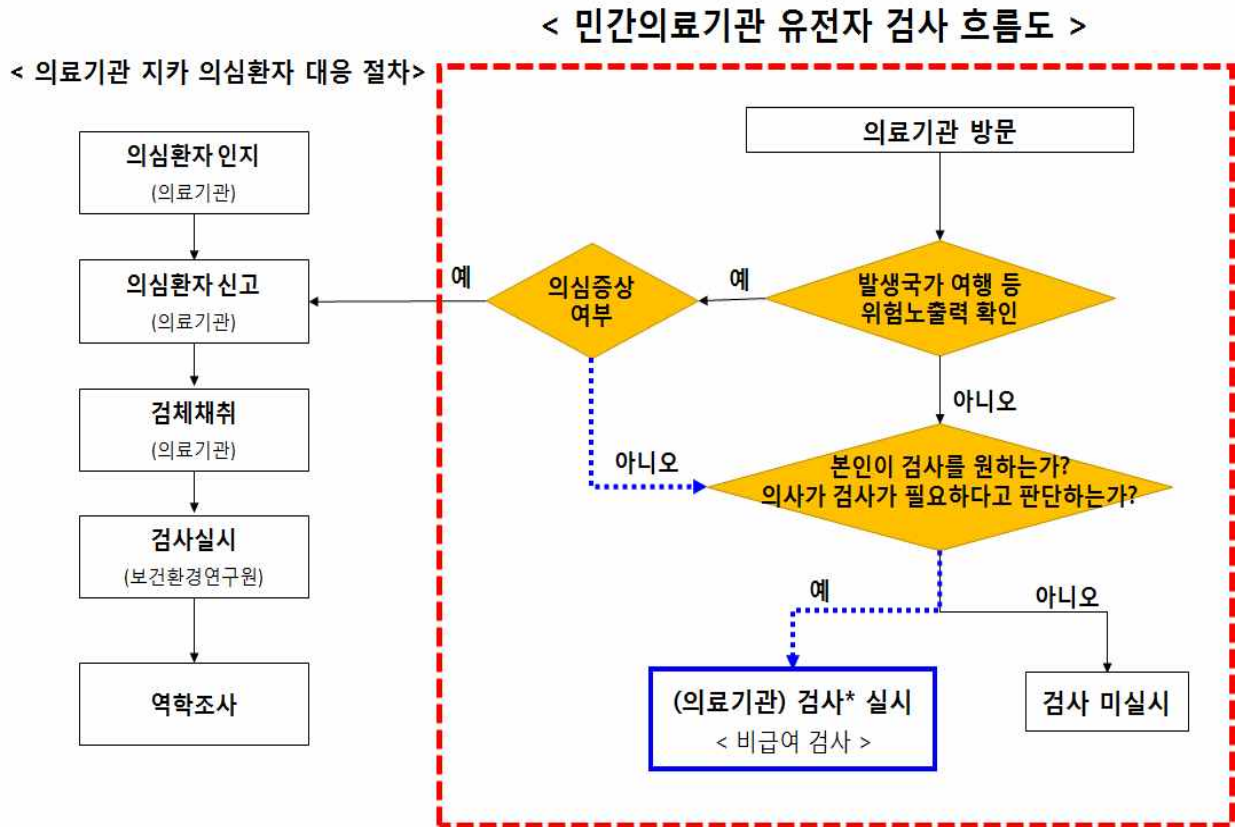 < 민간의료기관 유전자 검사 흐름도 >
< 의료기관 지카 의심환자 대응 절차>
의심환자 인지
(의료기관)
의심환자 신고
(의료기관)
검체채취
(의료기관)
검사실시
(보건환경연구원)
역학조사
의료기관 방문
발생국가 여행 등
위험노출력 확인
예
의심증상
여부
예
아니오
아니오
본인이 검사를 원하는가?
의사가 검사가 필요하다고 판단하는가?
예
아니오
(의료기관) 검사* 실시
< 비급여 검사 >
검사 미실시